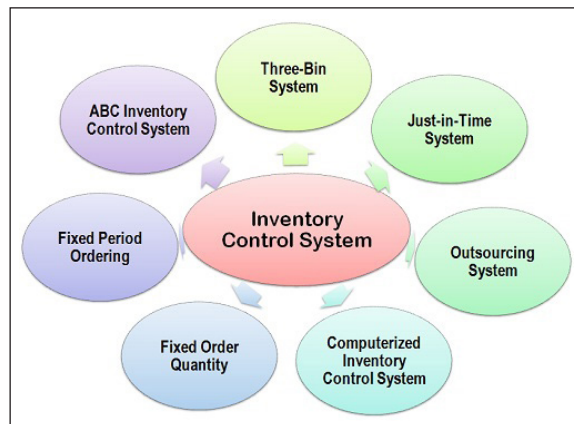 Three-Bin
System
ABC Inventory
Control System
Just-in-Time
System
Inventory
Control System
Fixed Period
Ordering
Outsourcing
System
Fixed Order
Quantity
Computerized
Inventory
Control System